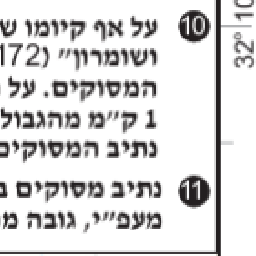 10 על אף קיומו
ושומרון״ (172
המסוקים. על
1 ק״מ מהגבול
נתיב המסוקים
11 נתיב מסוקים
מעפ״י, גובה
32° 10